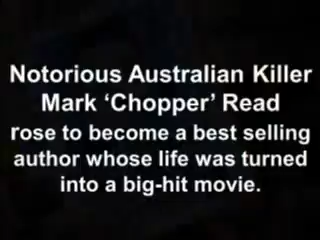 Notorious Australian Killer
Mark ‘Chopper’ Read
rose to become a best selling
author whose life was turned
into a big-hit movie.